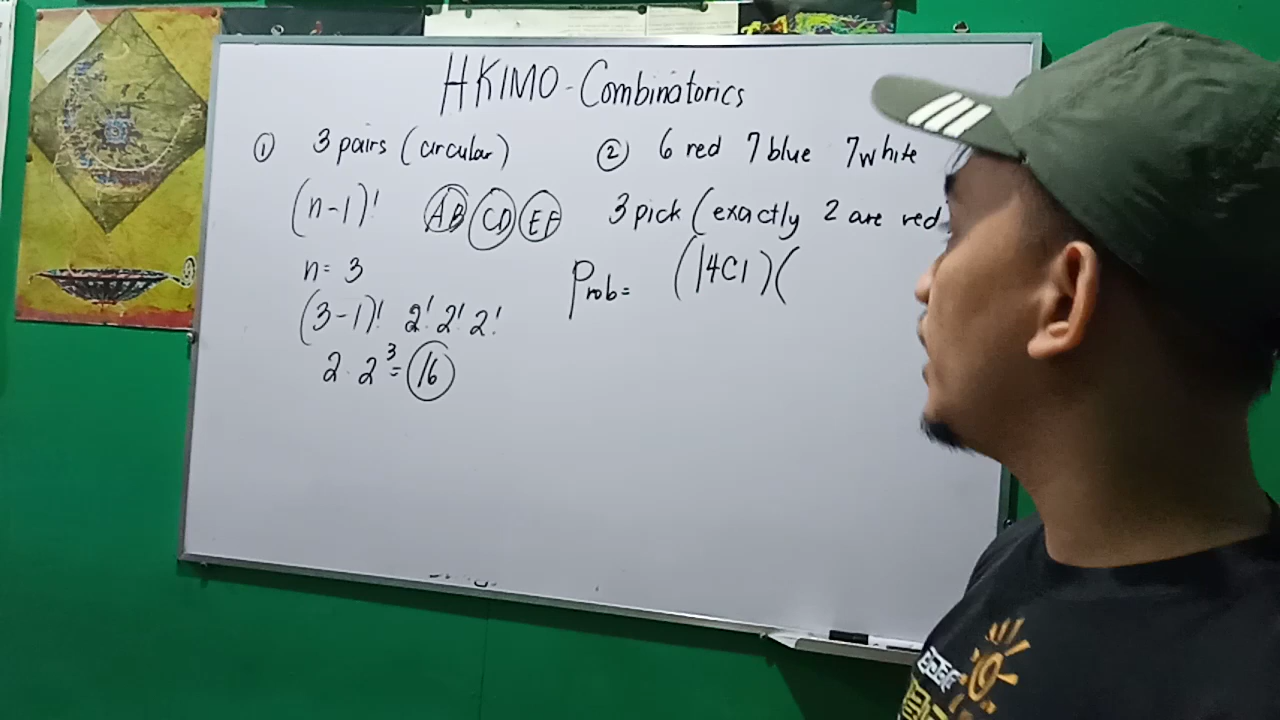 HKIMO - Combinatorics
① 3 pairs (circular)
(n-1)! AB CD EF
n = 3
(3-1)! 2! 2! 2!
2 · 2³ = 16
② 6 red 7 blue 7 white
3 pick (exactly 2 are red
Prob = (14C1)(